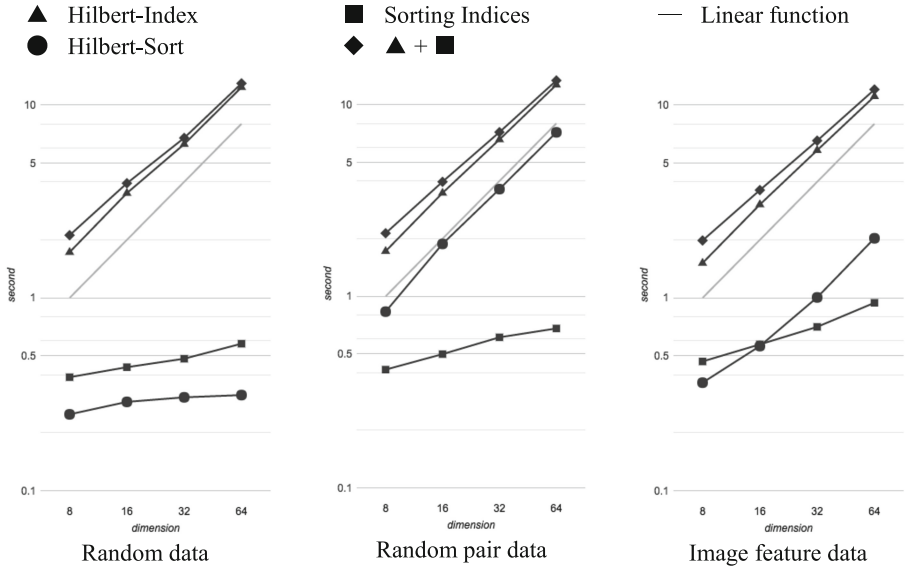 ▲ Hilbert-Index ■ Sorting Indices — Linear function
● Hilbert-Sort ◆ ▲ + ■
10
5
second
1
0.5
0.1
8 16 32 64
dimension
Random data
10
5
second
1
0.5
0.1
8 16 32 64
dimension
Random pair data
10
5
second
1
0.5
0.1
8 16 32 64
dimension
Image feature data